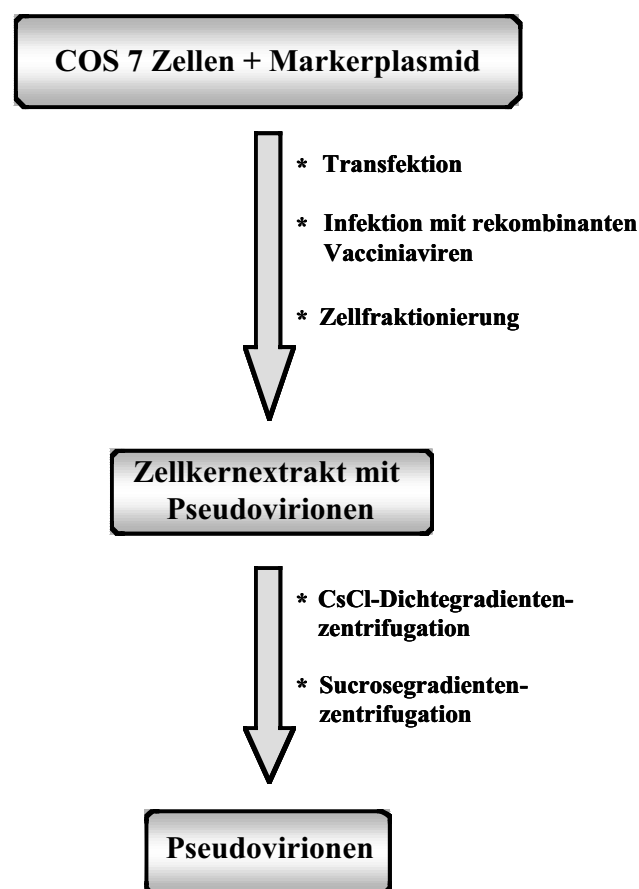 COS 7 Zellen + Markerplasmid
* Transfektion
* Infektion mit rekombinanten
Vacciniaviren
* Zellfraktionierung
Zellkernextrakt mit
Pseudovirionen
* CsCl-Dichtegradienten-
zentrifugation
* Sucrosegradienten-
zentrifugation
Pseudovirionen